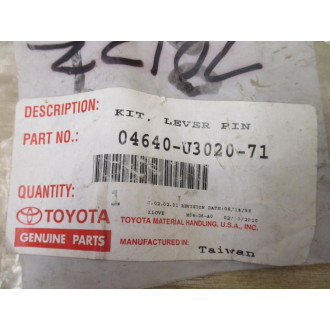 DESCRIPTION: KIT, LEVER PIN
PART NO.: 04640-U3020-71
QUANTITY: 1
TOYOTA
GENUINE PARTS
TOYOTA MATERIAL HANDLING, U.S.A., INC.
MANUFACTURED IN: Taiwan